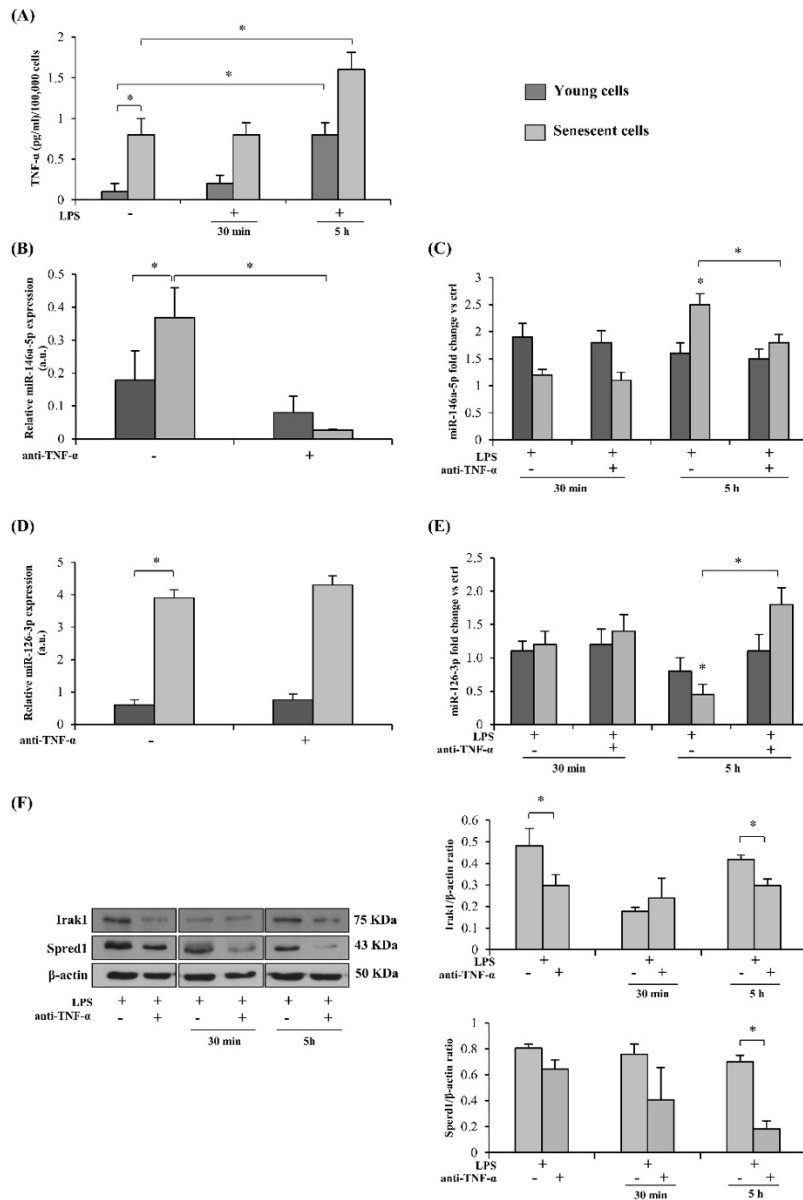 (A)
TNF-α (pg/ml)/100,000 cells
2
1.5
1
0.5
0
*
*
*
LPS
-
+
+
30 min
5 h
Young cells
Senescent cells
(B)
Relative miR-146a-5p expression
(a.u.)
0.5
0.4
0.3
0.2
0.1
0
*
*
anti-TNF-α
-
+
(C)
miR-146a-5p fold change vs ctrl
3
2.5
2
1.5
1
0.5
0
*
*
LPS
+
+
+
+
anti-TNF-α
-
+
-
+
30 min
5 h
(D)
Relative miR-126-3p expression
(a.u.)
5
4
3
2
1
0
*
anti-TNF-α
-
+
(E)
miR-126-3p fold change vs ctrl
2.5
2.0
1.5
1.0
0.5
0
*
*
LPS
+
+
+
+
anti-TNF-α
-
+
-
+
30 min
5 h
(F)
Irak1
75 KDa
Spred1
43 KDa
β-actin
50 KDa
LPS
+
+
+
+
+
+
anti-TNF-α
-
+
-
+
-
+
30 min
5h
Irak1/β-actin ratio
0.6
0.5
0.4
0.3
0.2
0.1
0
*
*
LPS
+
+
+
anti-TNF-α
-
+
-
+
-
+
30 min
5 h
Sperd1/β-actin ratio
1
0.8
0.6
0.4
0.2
0
*
LPS
+
+
+
anti-TNF-α
-
+
-
+
-
+
30 min
5 h